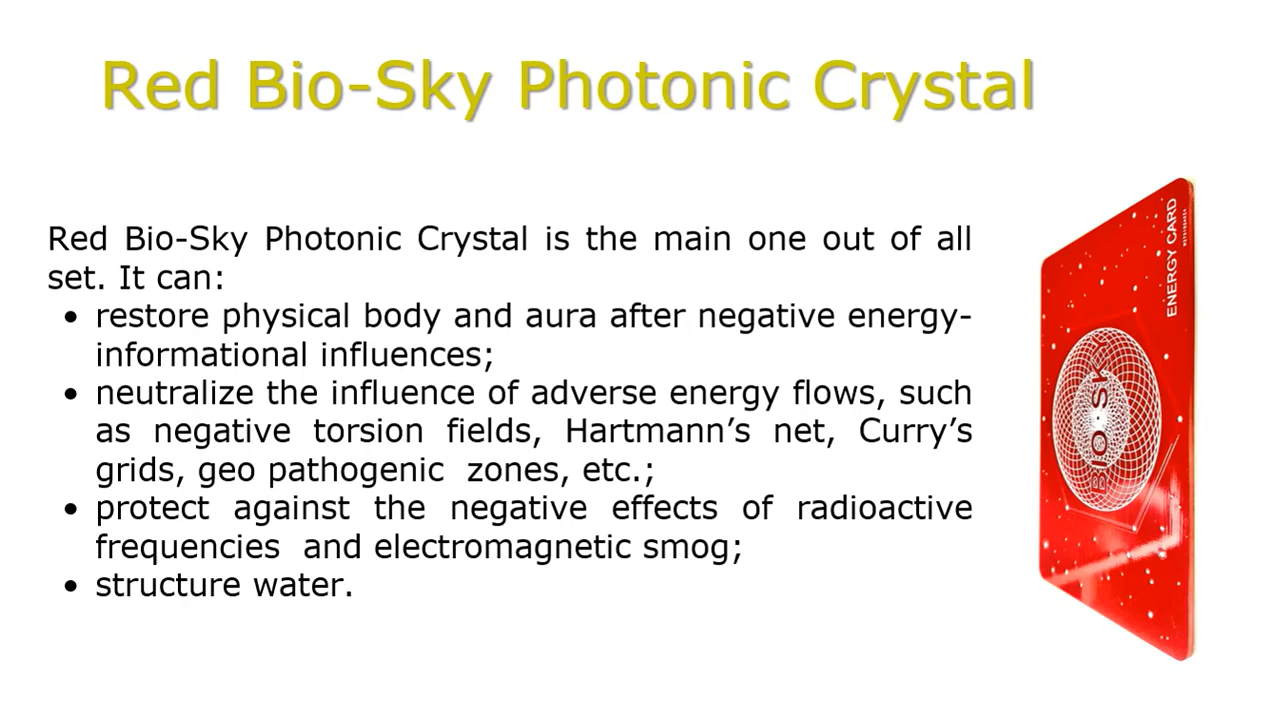 Red Bio-Sky Photonic Crystal
Red Bio-Sky Photonic Crystal is the main one out of all
set. It can:
• restore physical body and aura after negative energy-
informational influences;
• neutralize the influence of adverse energy flows, such
as negative torsion fields, Hartmann’s net, Curry’s
grids, geo pathogenic zones, etc.;
• protect against the negative effects of radioactive
frequencies and electromagnetic smog;
• structure water.
ENERGY CARD
BIO SKY